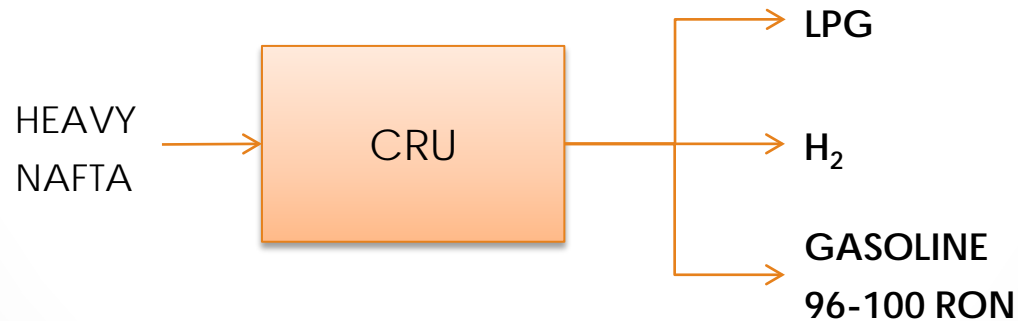 HEAVY
NAFTA
CRU
LPG
H₂
GASOLINE
96-100 RON